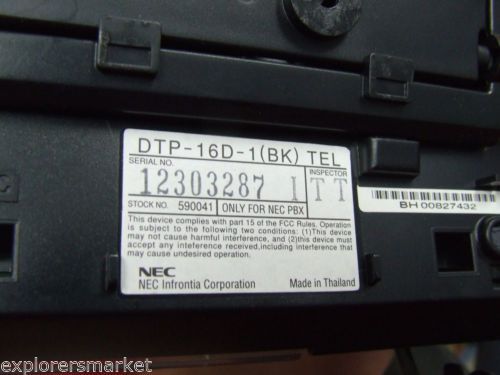 DTP-16D-1(BK) TEL
SERIAL NO. INSPECTOR
12303287 I TT
STOCK NO. 590041 ONLY FOR NEC PBX
This device complies with part 15 of the FCC Rules. Operation
is subject to the following two conditions: (1)This device
may not cause harmful interference, and (2)this device must
accept any interference received,including interference that
may cause undesired operation.
NEC
NEC Infrontia Corporation Made in Thailand
BH 00827432
explorersmarket
explorersmarket